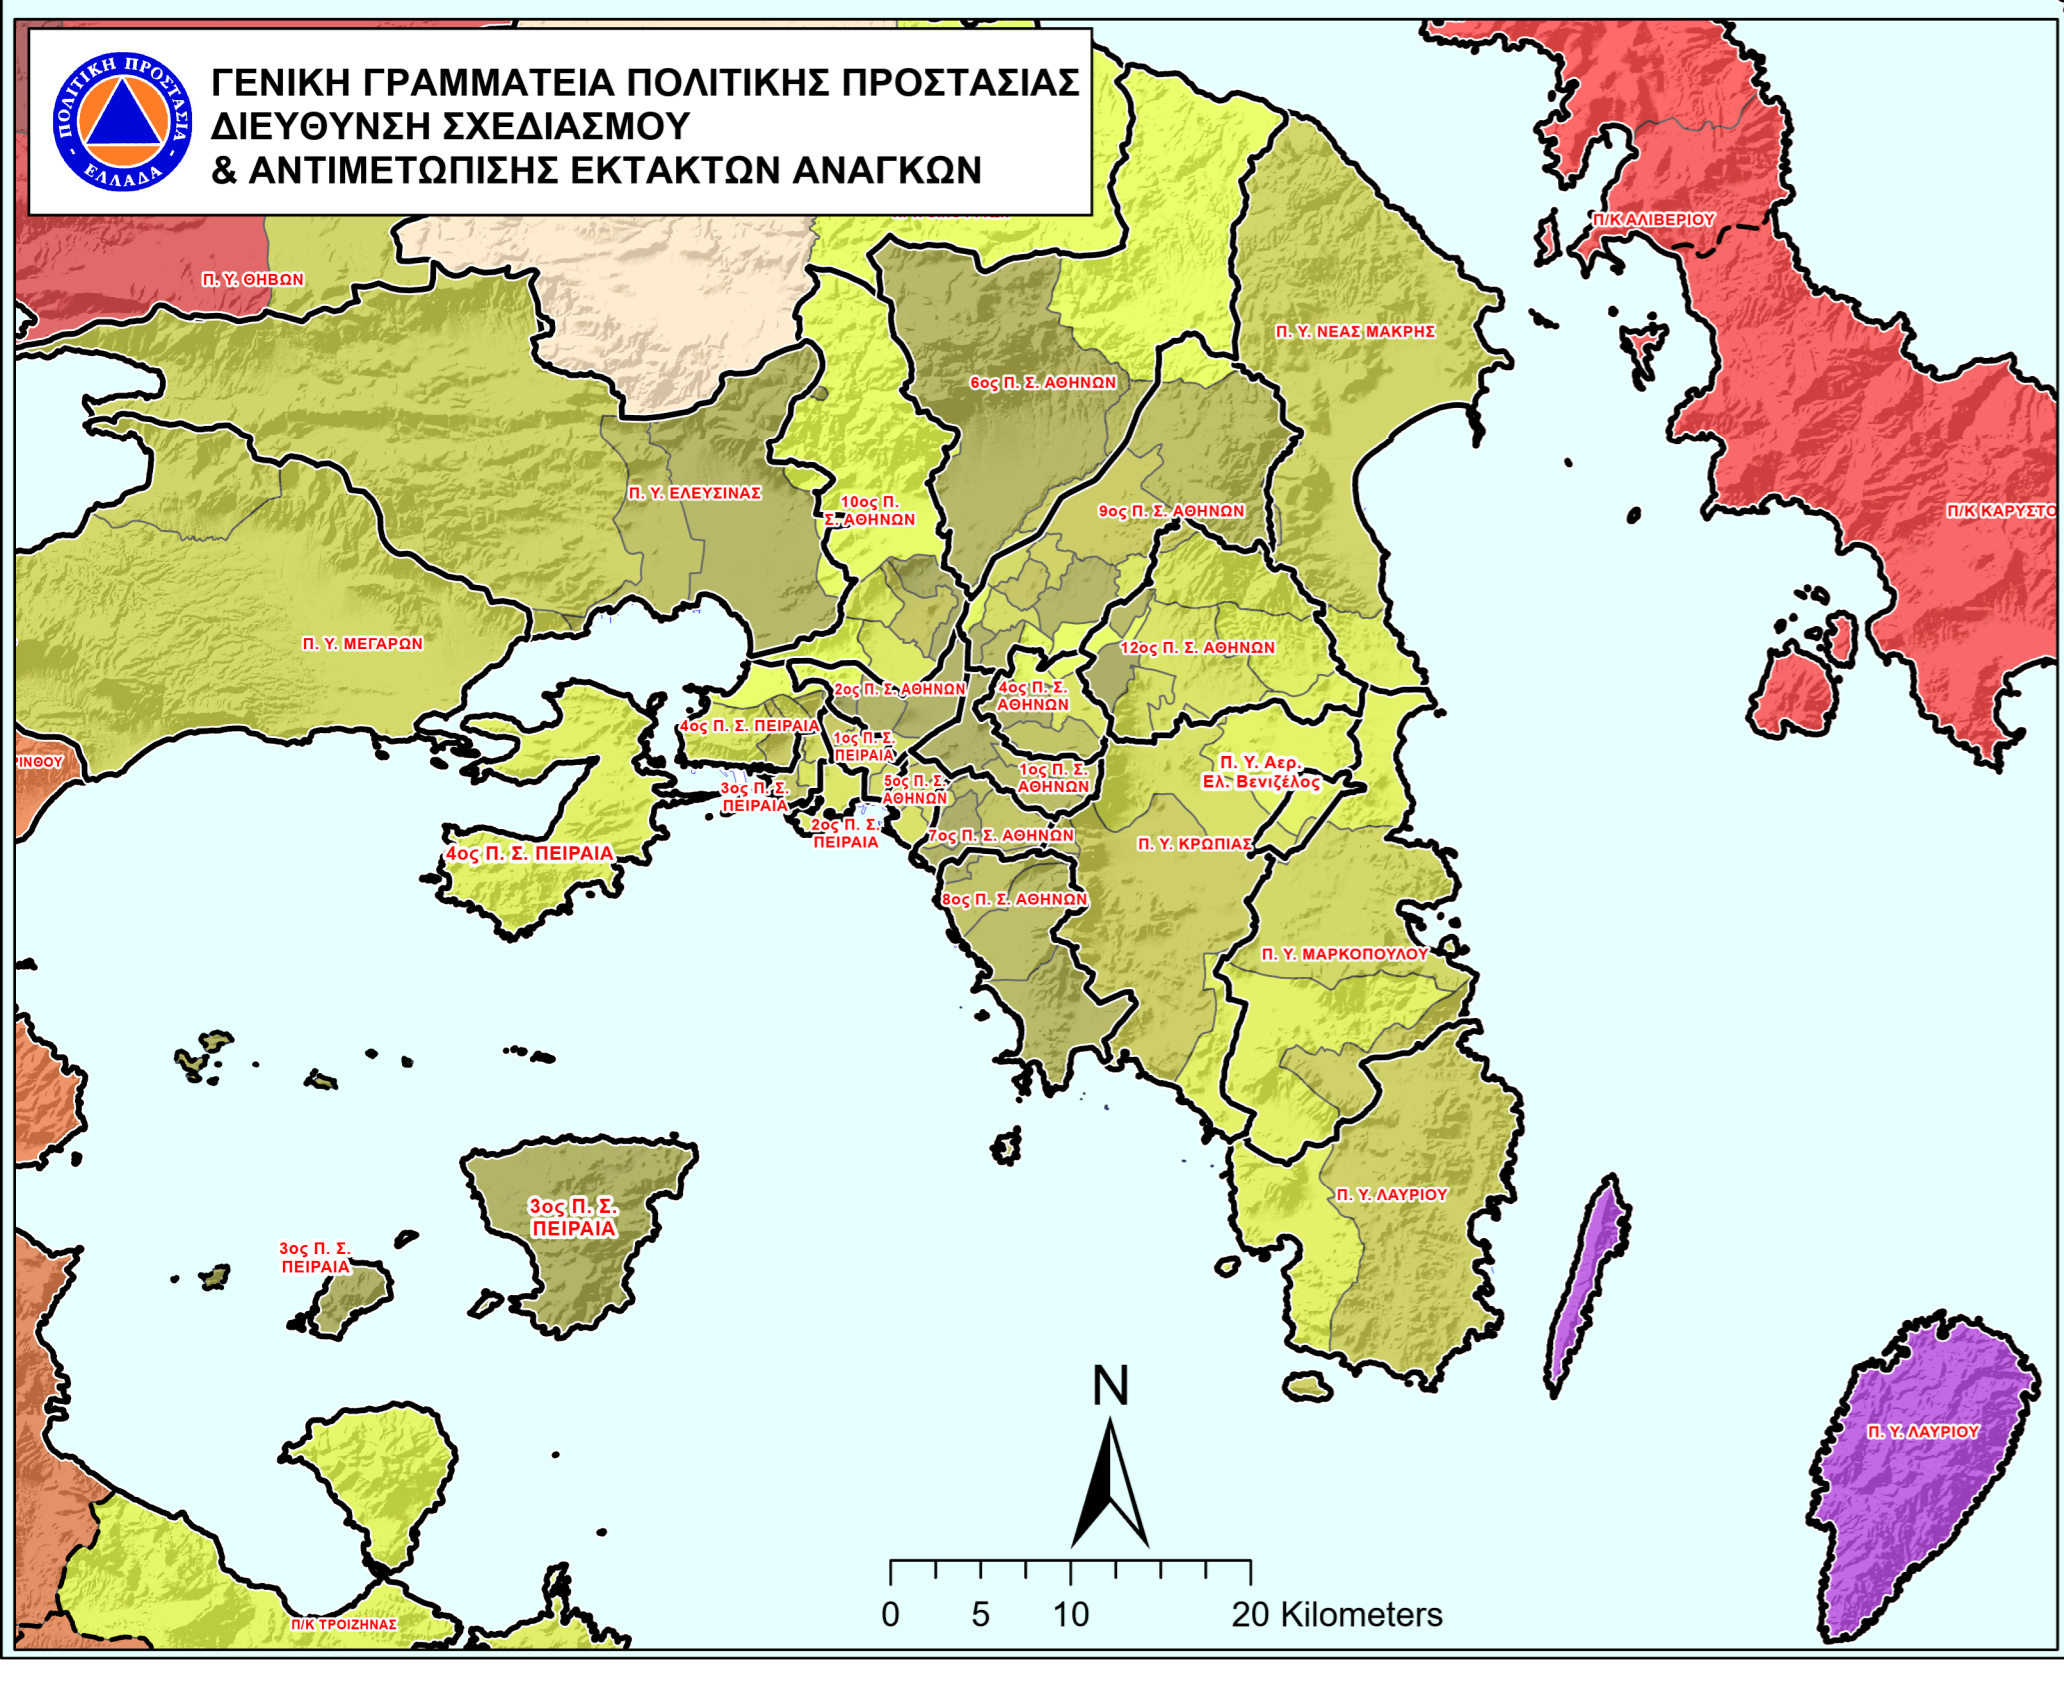 ΠΟΛΙΤΙΚΗ ΠΡΟΣΤΑΣΙΑ
- ΕΛΛΑΔΑ -
ΓΕΝΙΚΗ ΓΡΑΜΜΑΤΕΙΑ ΠΟΛΙΤΙΚΗΣ ΠΡΟΣΤΑΣΙΑΣ
ΔΙΕΥΘΥΝΣΗ ΣΧΕΔΙΑΣΜΟΥ
& ΑΝΤΙΜΕΤΩΠΙΣΗΣ ΕΚΤΑΚΤΩΝ ΑΝΑΓΚΩΝ
Π/Κ ΑΛΙΒΕΡΙΟΥ
Π. Υ. ΘΗΒΩΝ
Π. Υ. ΝΕΑΣ ΜΑΚΡΗΣ
6ος Π. Σ. ΑΘΗΝΩΝ
Π. Υ. ΕΛΕΥΣΙΝΑΣ
10ος Π.
Σ. ΑΘΗΝΩΝ
9ος Π. Σ. ΑΘΗΝΩΝ
Π/Κ ΚΑΡΥΣΤΟ
Π. Υ. ΜΕΓΑΡΩΝ
12ος Π. Σ. ΑΘΗΝΩΝ
2ος Π. Σ. ΑΘΗΝΩΝ
4ος Π. Σ.
ΑΘΗΝΩΝ
4ος Π. Σ. ΠΕΙΡΑΙΑ
1ος Π. Σ.
ΠΕΙΡΑΙΑ
ΡΙΝΘΟΥ
Π. Υ. Αερ.
Ελ. Βενιζέλος
1ος Π. Σ.
ΑΘΗΝΩΝ
5ος Π. Σ.
ΑΘΗΝΩΝ
3ος Π. Σ.
ΠΕΙΡΑΙΑ
2ος Π. Σ.
ΠΕΙΡΑΙΑ
7ος Π. Σ. ΑΘΗΝΩΝ
Π. Υ. ΚΡΩΠΙΑΣ
4ος Π. Σ. ΠΕΙΡΑΙΑ
8ος Π. Σ. ΑΘΗΝΩΝ
Π. Υ. ΜΑΡΚΟΠΟΥΛΟΥ
Π. Υ. ΛΑΥΡΙΟΥ
3ος Π. Σ.
ΠΕΙΡΑΙΑ
3ος Π. Σ.
ΠΕΙΡΑΙΑ
N
Π. Υ. ΛΑΥΡΙΟΥ
0 5 10 20 Kilometers
Π/Κ ΤΡΟΙΖΗΝΑΣ